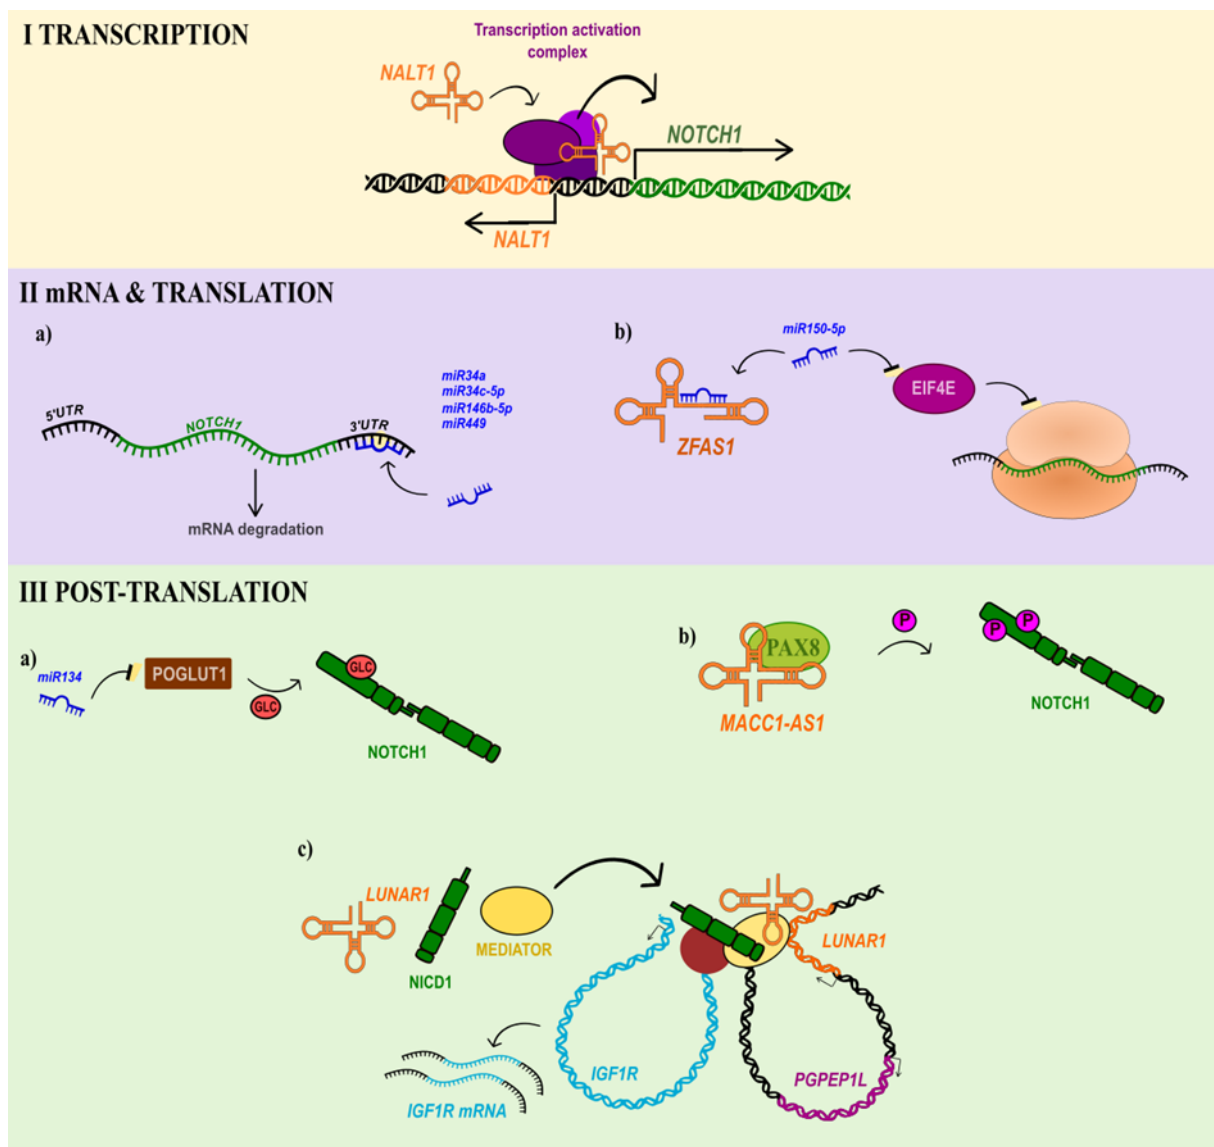 I TRANSCRIPTION
Transcription activation
complex
NALT1
NOTCH1
NALT1
II mRNA & TRANSLATION
a)
5'UTR
NOTCH1
3'UTR
miR34a
miR34c-5p
miR146b-5p
miR449
mRNA degradation
b)
miR150-5p
EIF4E
ZFAS1
III POST-TRANSLATION
a)
miR134
POGLUT1
GLC
GLC
NOTCH1
b)
PAX8
MACC1-AS1
P
P
P
NOTCH1
c)
LUNAR1
NICD1
MEDIATOR
LUNAR1
IGF1R
PGPEP1L
IGF1R mRNA